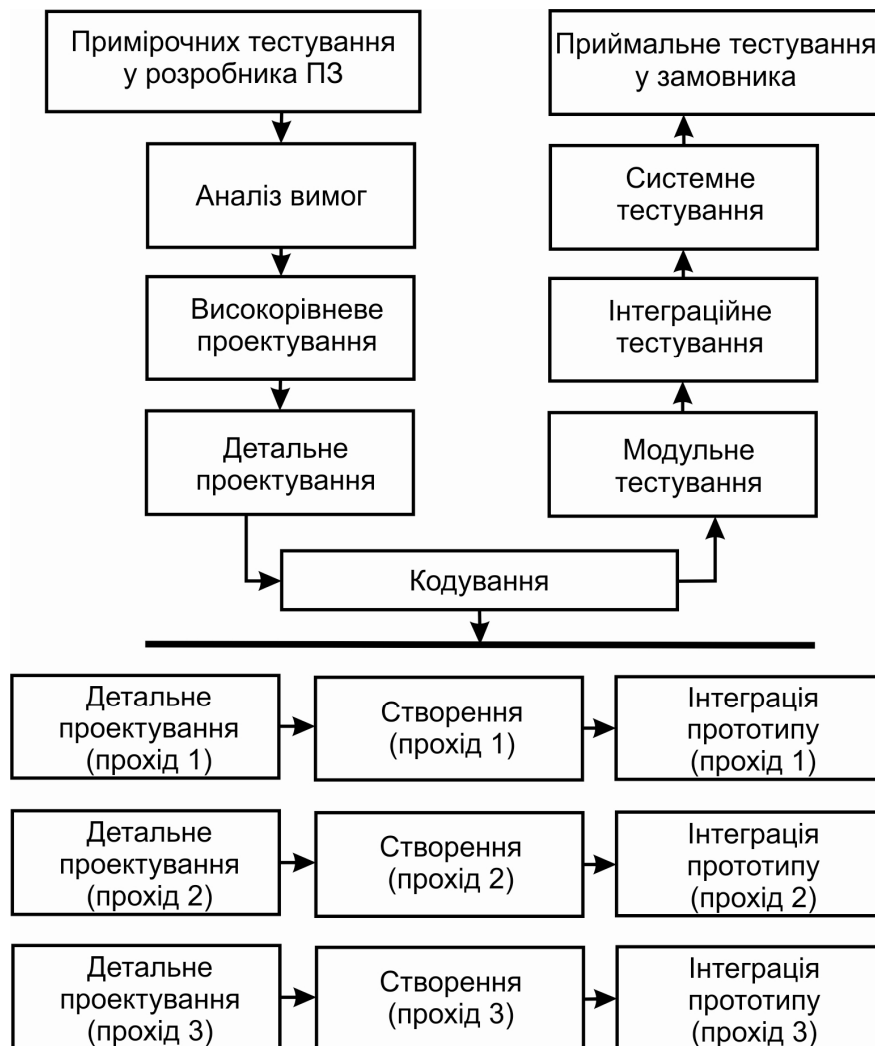 Примірочних тестування
у розробника ПЗ
Приймальне тестування
у замовника
Аналіз вимог
Системне
тестування
Високорівневе
проектування
Інтеграційне
тестування
Детальне
проектування
Модульне
тестування
Кодування
Детальне
проектування
(прохід 1)
Створення
(прохід 1)
Інтеграція
прототипу
(прохід 1)
Детальне
проектування
(прохід 2)
Створення
(прохід 2)
Інтеграція
прототипу
(прохід 2)
Детальне
проектування
(прохід 3)
Створення
(прохід 3)
Інтеграція
прототипу
(прохід 3)